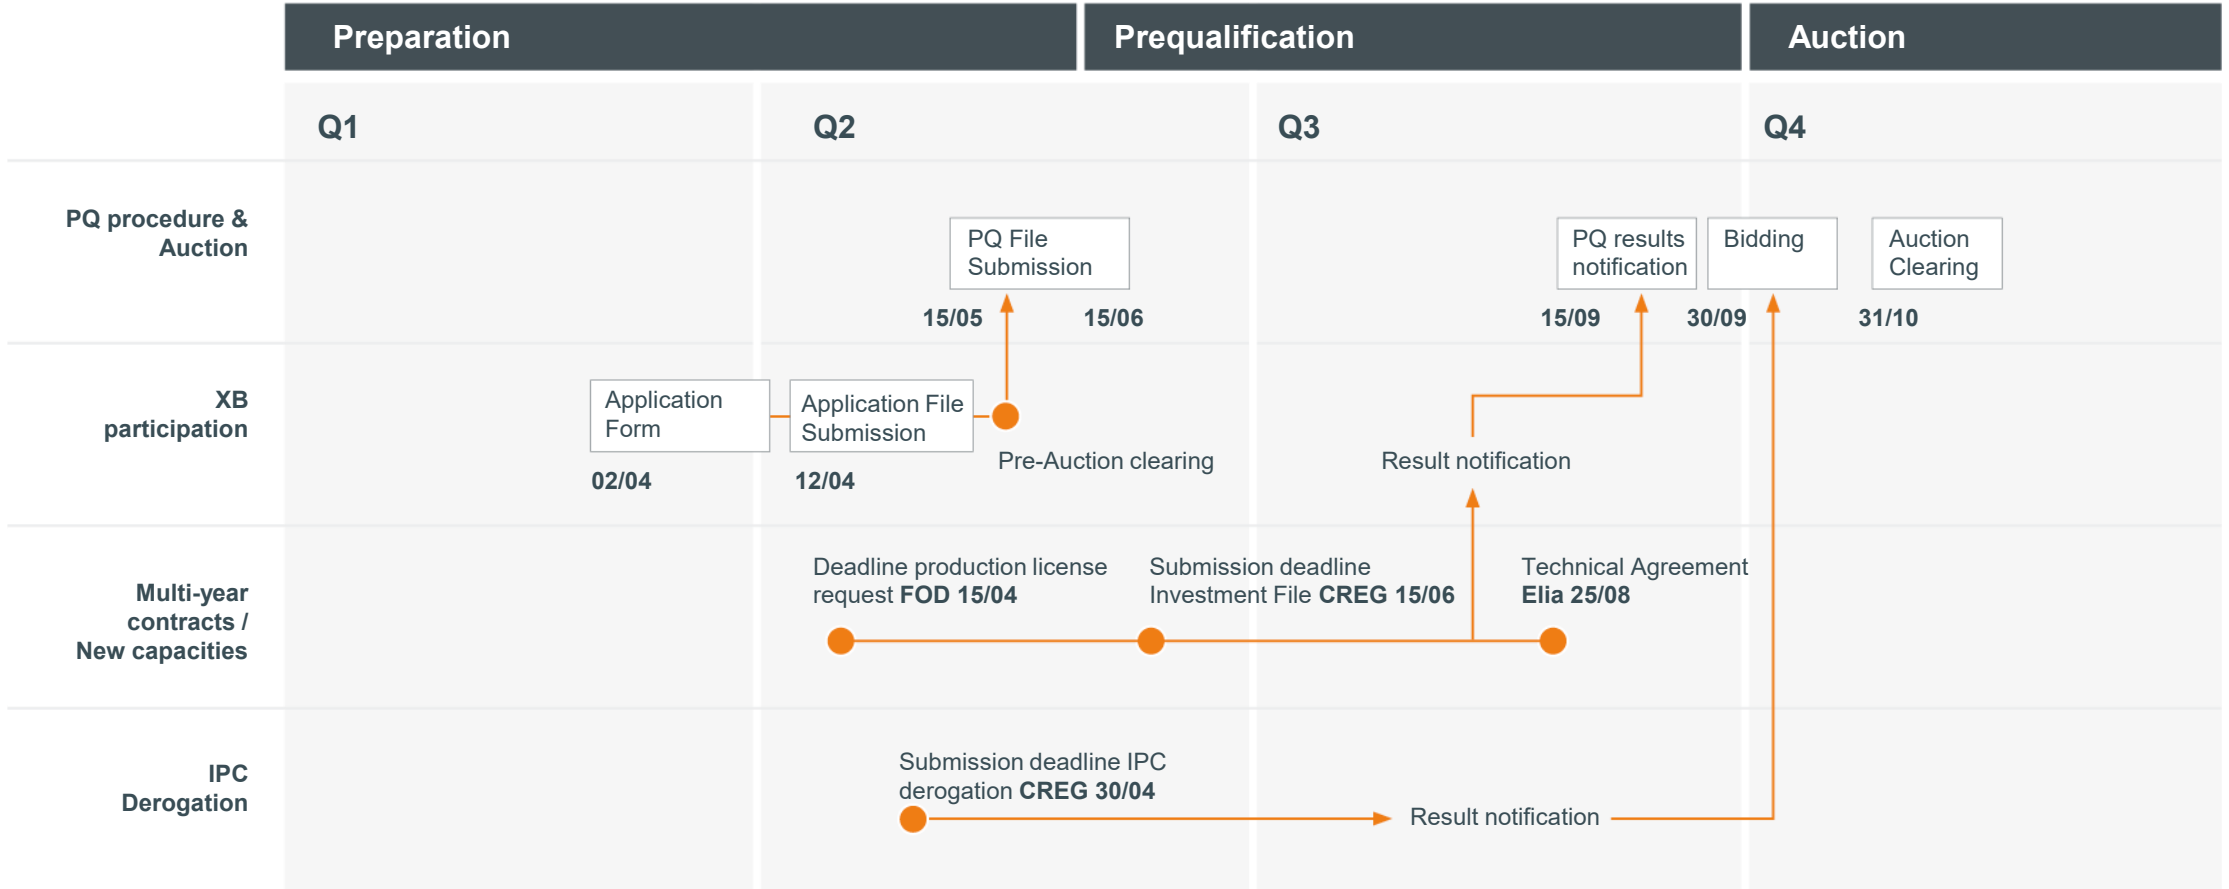 Preparation
Prequalification
Auction
Q1
Q2
Q3
Q4
PQ procedure &
Auction
PQ File
Submission
PQ results
notification
Bidding
Auction
Clearing
15/05
15/06
15/09
30/09
31/10
XB
participation
Application
Form
Application File
Submission
Pre-Auction clearing
Result notification
02/04
12/04
Multi-year
contracts /
New capacities
Deadline production license
request FOD 15/04
Submission deadline
Investment File CREG 15/06
Technical Agreement
Elia 25/08
IPC
Derogation
Submission deadline IPC
derogation CREG 30/04
Result notification